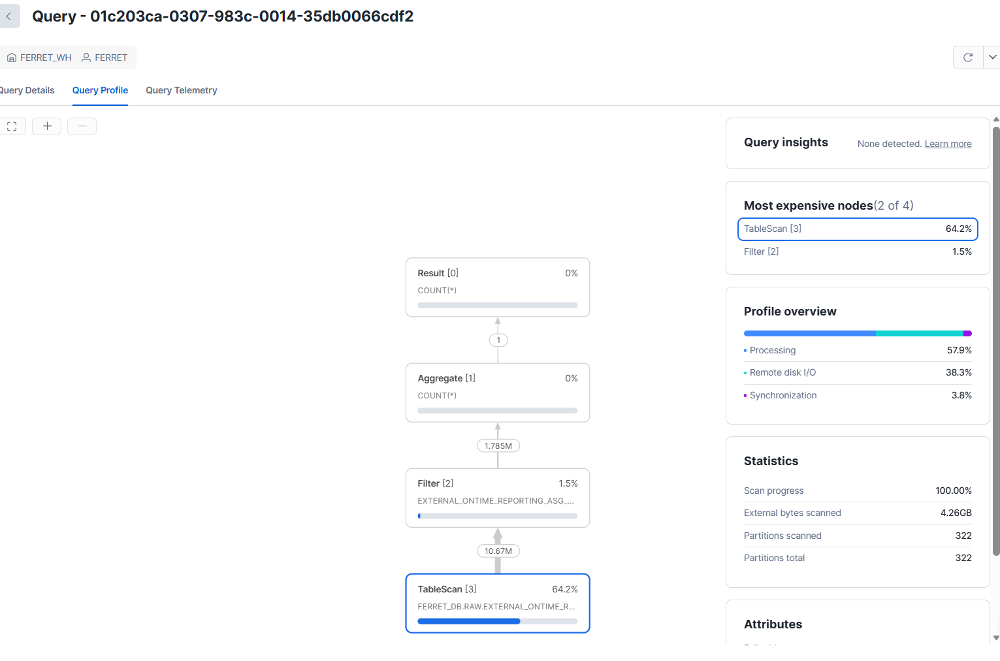 Query - 01c203ca-0307-983c-0014-35db0066cdf2
FERRET_WH FERRET
Query Details Query Profile Query Telemetry
Query insights None detected. Learn more
Most expensive nodes(2 of 4)
TableScan [3] 64.2%
Filter [2] 1.5%
Result [0] 0%
COUNT(*)
1
Aggregate [1] 0%
COUNT(*)
1.785M
Filter [2] 1.5%
EXTERNAL_ONTIME_REPORTING_ASG_...
10.67M
TableScan [3] 64.2%
FERRET_DB.RAW.EXTERNAL_ONTIME_R...
Profile overview
Processing 57.9%
Remote disk I/O 38.3%
Synchronization 3.8%
Statistics
Scan progress 100.00%
External bytes scanned 4.26GB
Partitions scanned 322
Partitions total 322
Attributes